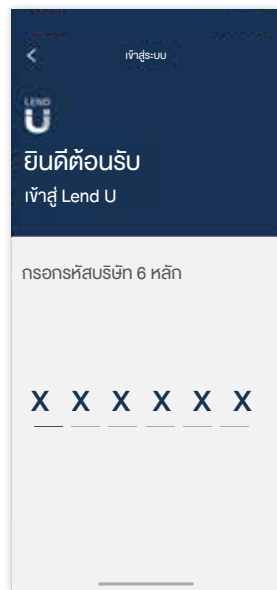 เข้าสู่ระบบ
LEND
U
ยินดีต้อนรับ
เข้าสู่ Lend U
กรอกรหัสบริษัท 6 หลัก
X X X X X X